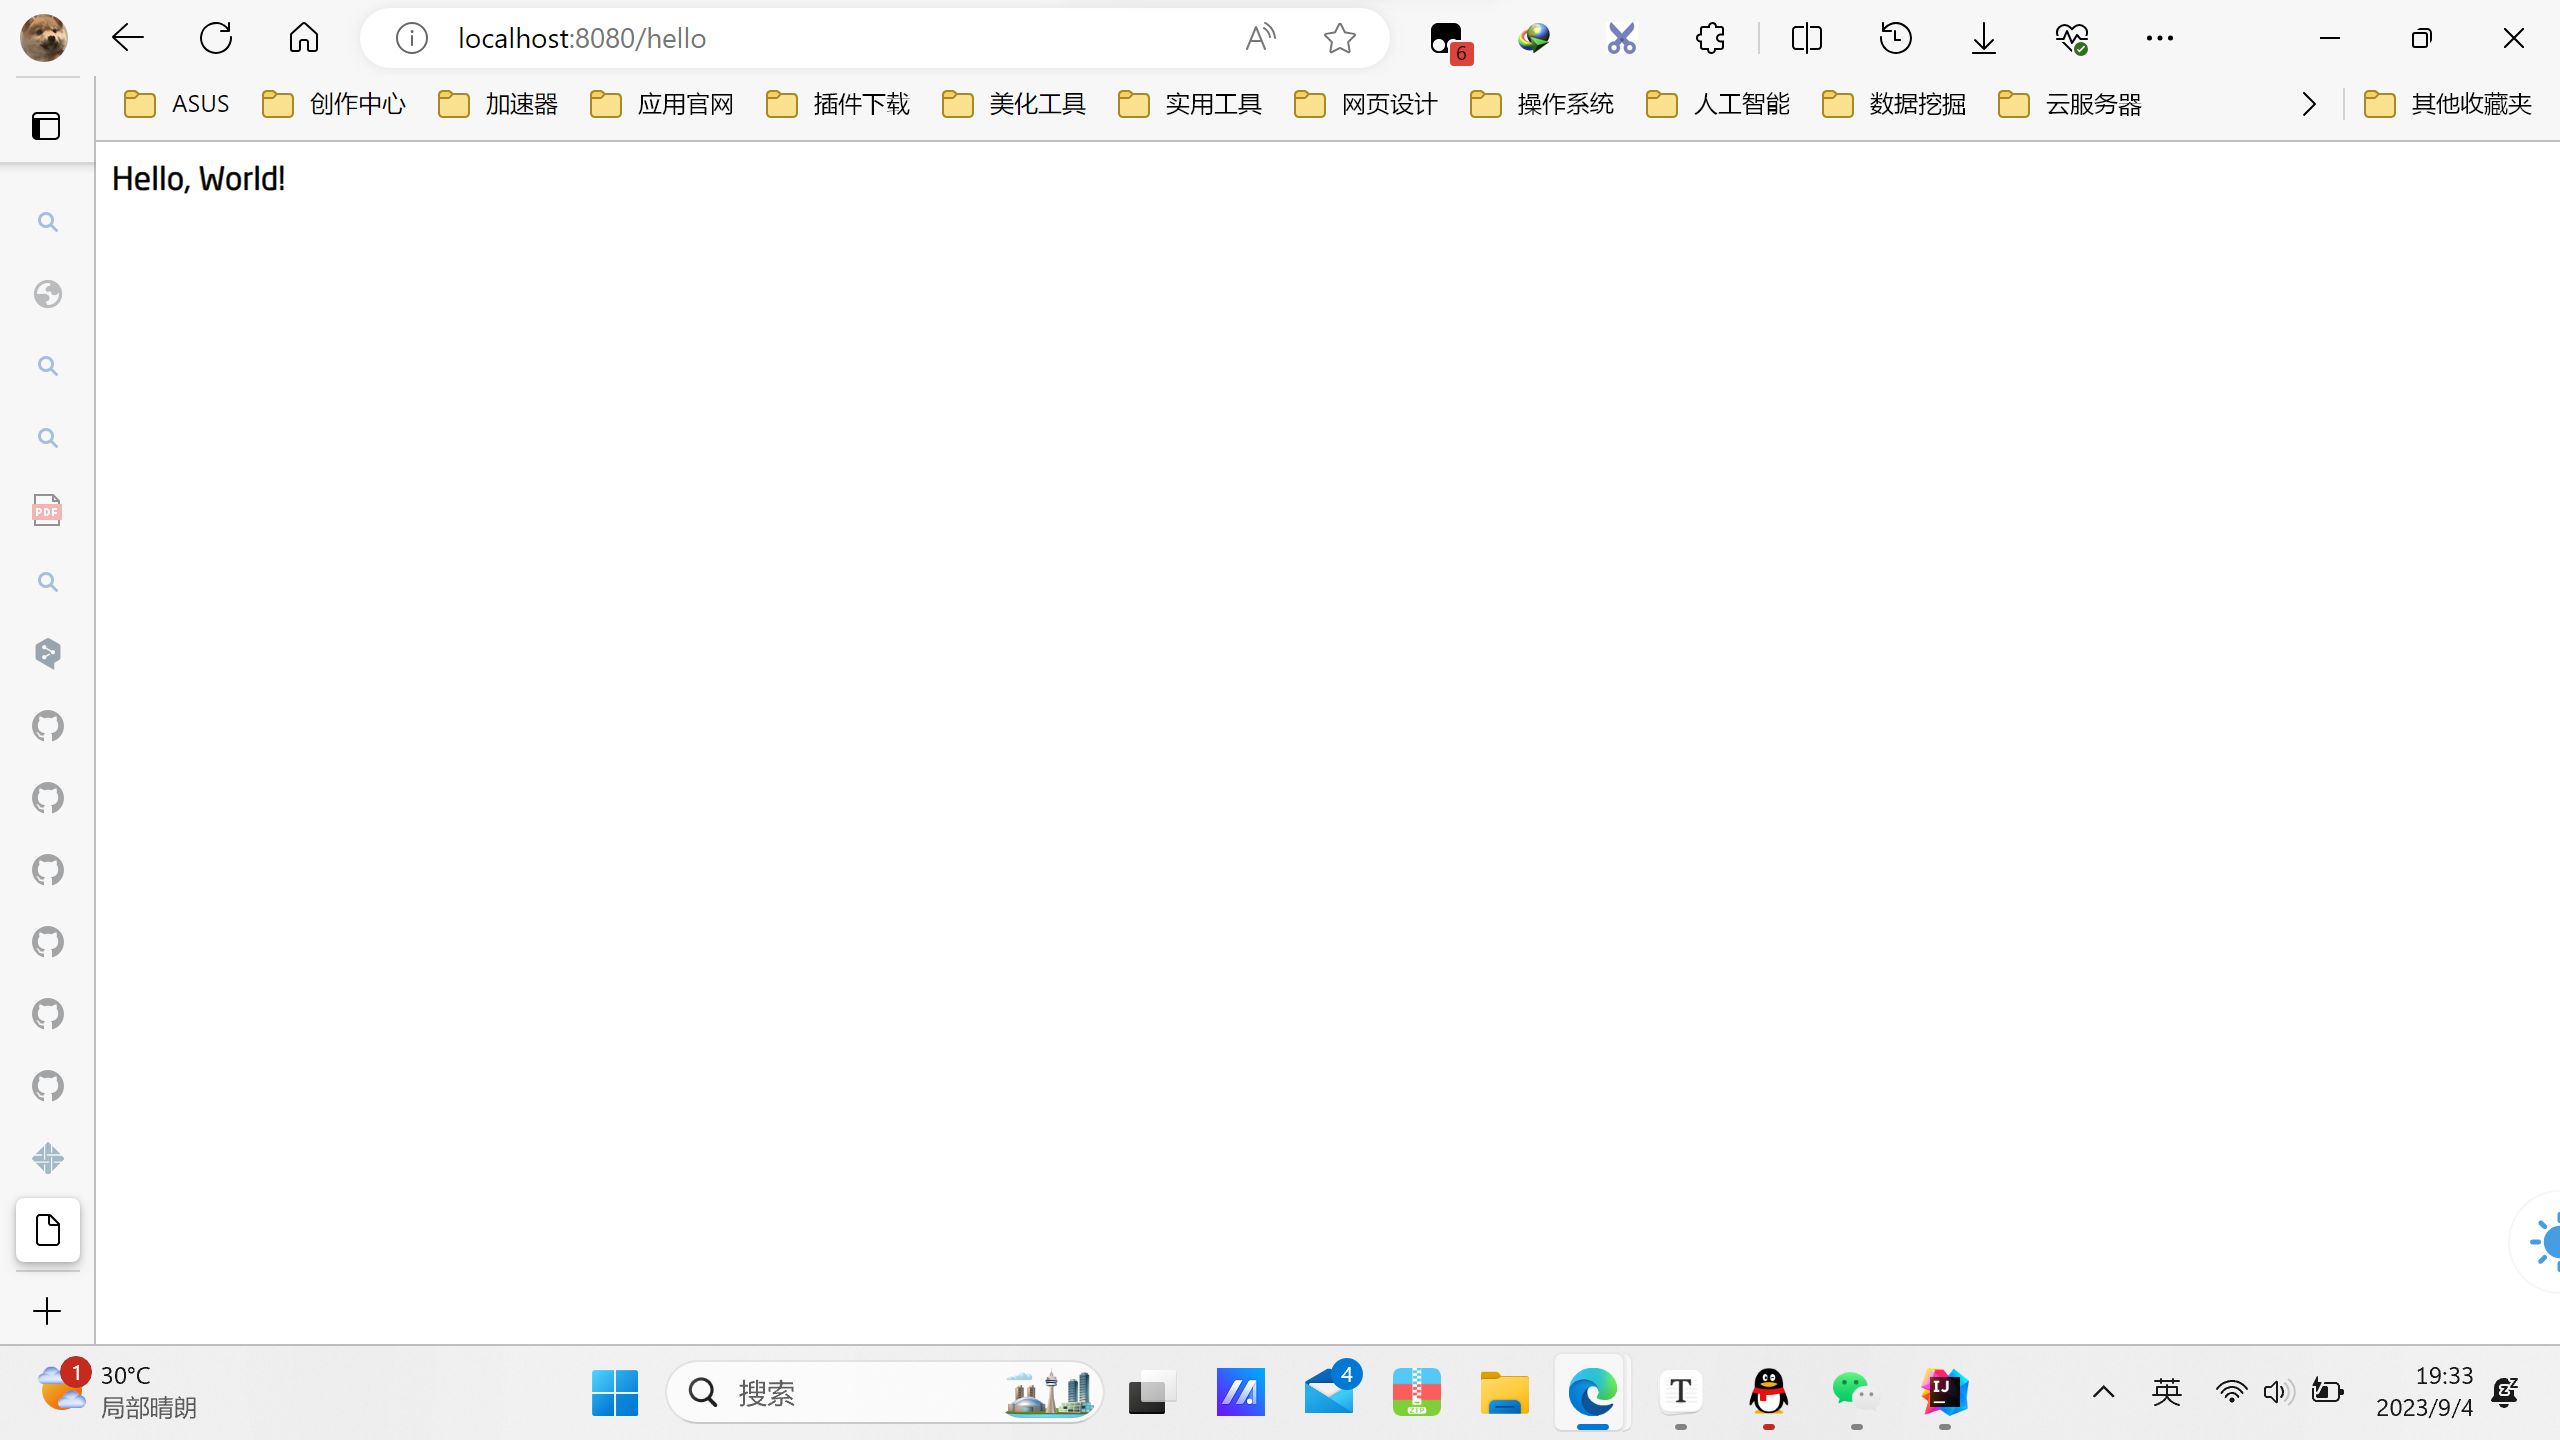 localhost:8080/hello
6
ASUS 创作中心 加速器 应用官网 插件下载 美化工具 实用工具 网页设计 操作系统 人工智能 数据挖掘 云服务器 其他收藏夹
Hello, World!
PDF
1
30°C
局部晴朗
搜索
4
ZIP
T
IJ
英
19:33
2023/9/4